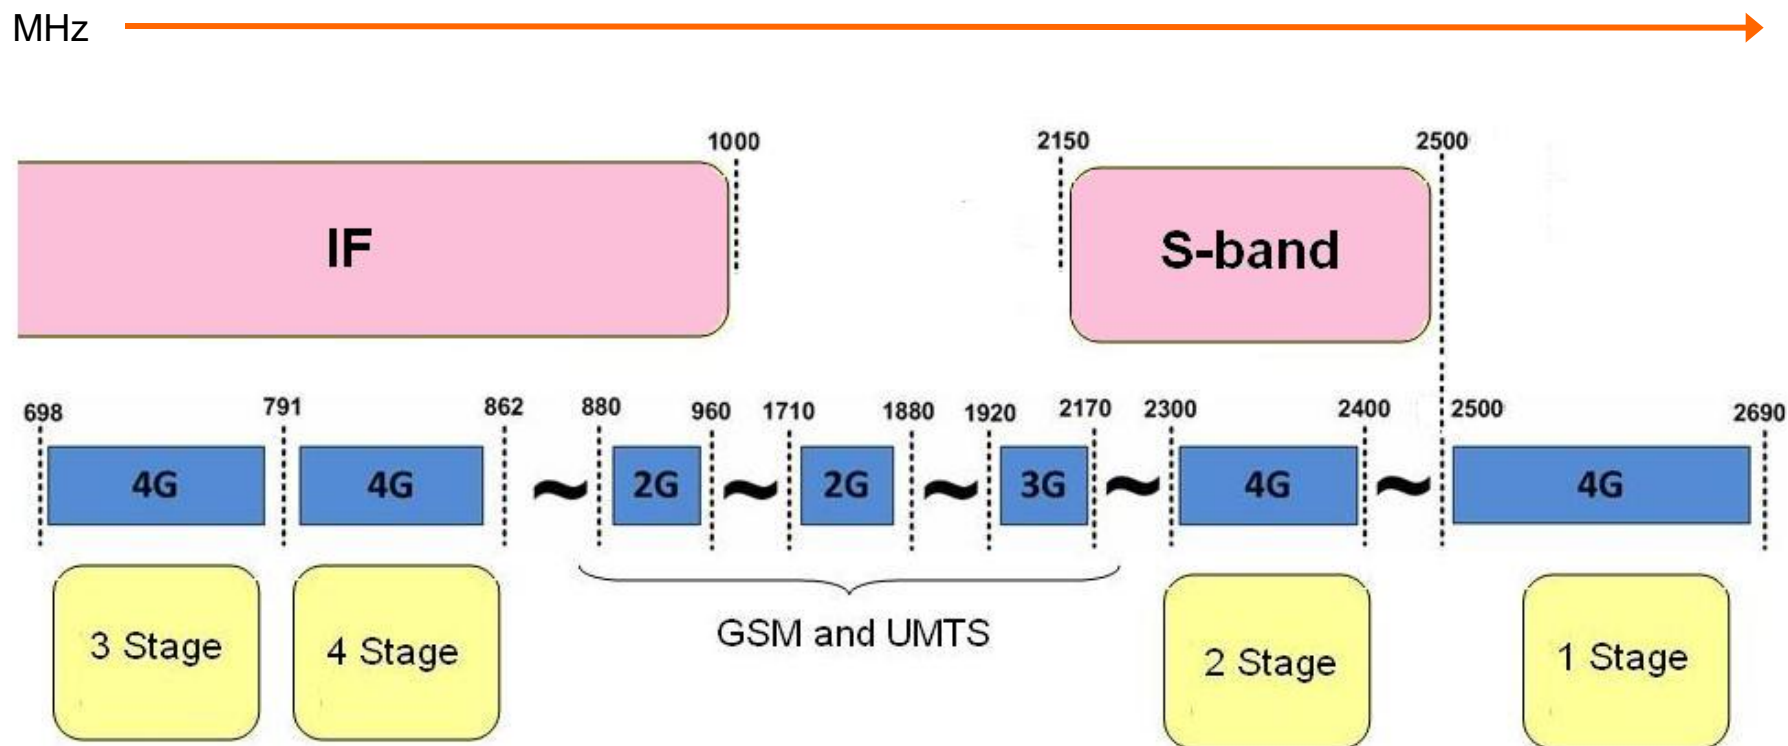 MHz
1000 2150 2500
IF S-band
698 791 862 880 960 1710 1880 1920 2170 2300 2400 2500 2690
4G 4G ~ 2G ~ 2G ~ 3G ~ 4G ~ 4G
GSM and UMTS
3 Stage 4 Stage 2 Stage 1 Stage